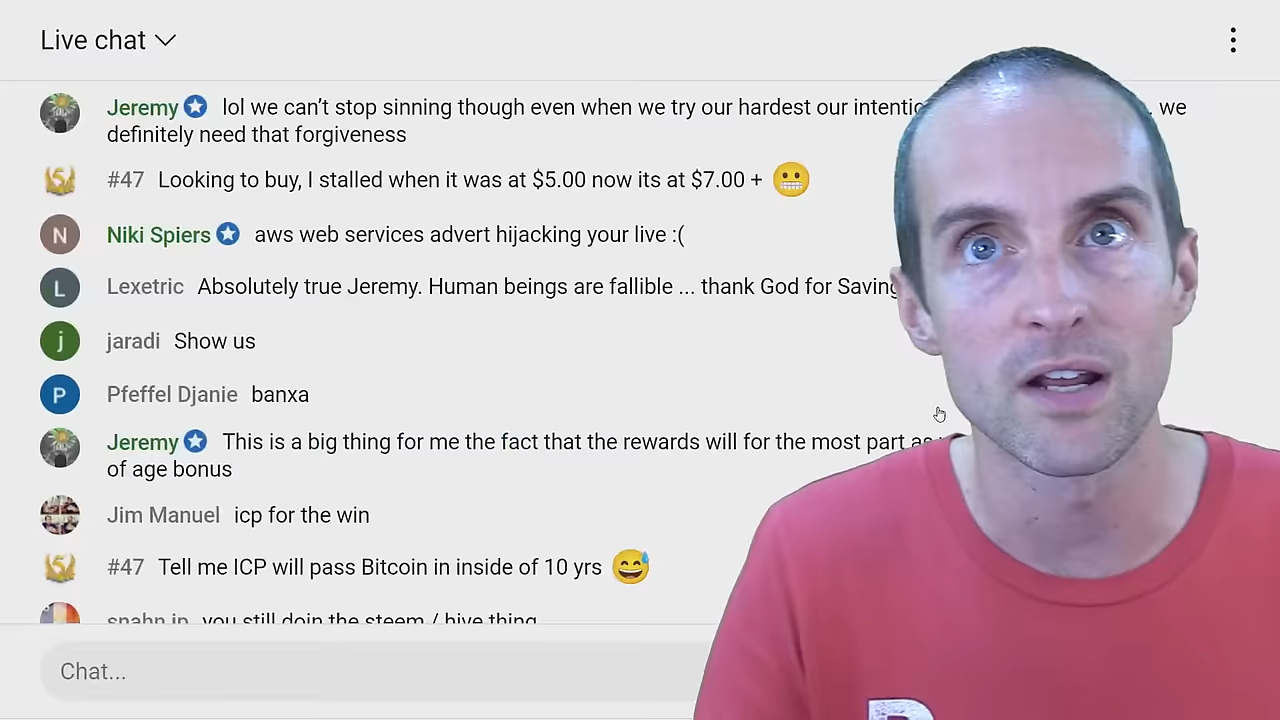 Live chat
Jeremy lol we can't stop sinning though even when we try our hardest our we
definitely need that forgiveness
#47 Looking to buy, I stalled when it was at $5.00 now its at $7.00 + 😬
N Niki Spiers aws web services advert hijacking your live :(
L Lexetric Absolutely true Jeremy. Human beings are fallible ... thank God for
j jaradi Show us
P Pfeffel Djanie banxa
Jeremy This is a big thing for me the fact that the rewards will for the most part
of age bonus
Jim Manuel icp for the win
#47 Tell me ICP will pass Bitcoin in inside of 10 yrs 😅
snahp.ip you still doin the steem / hive thing
Chat...